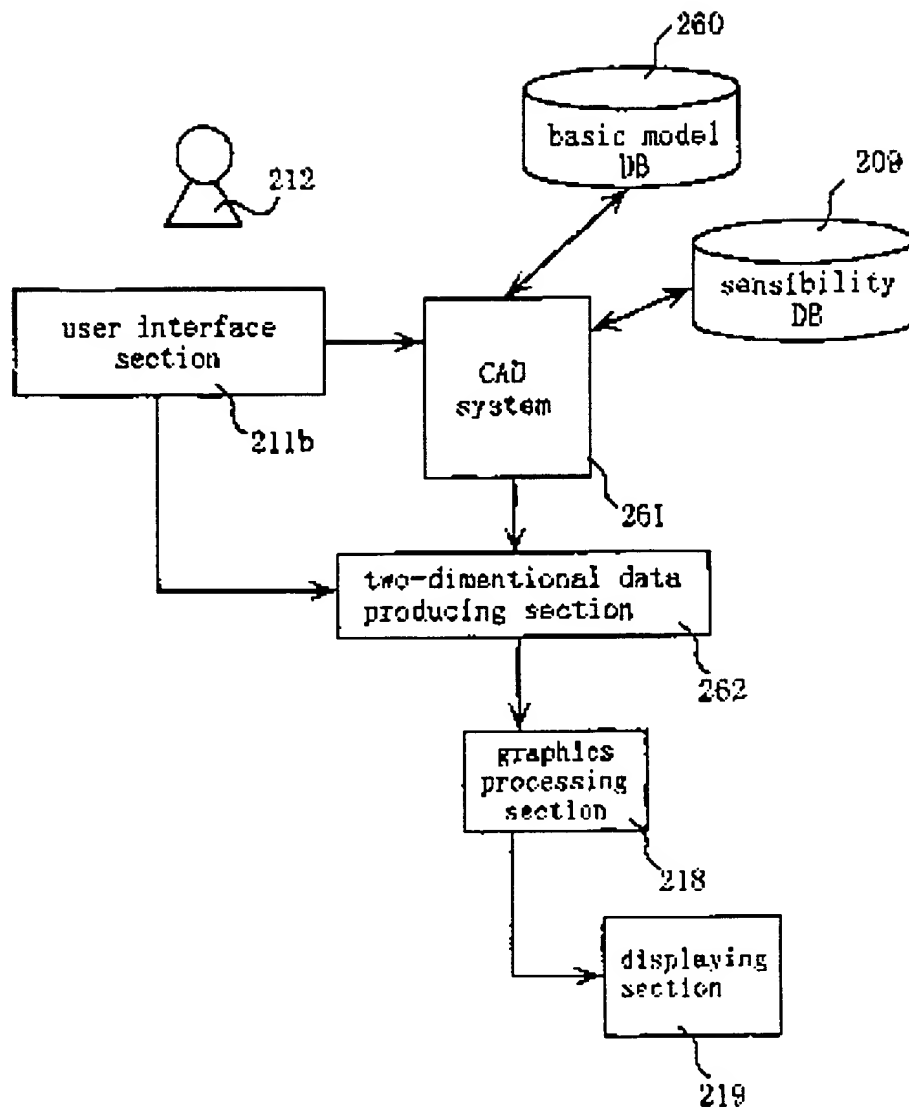 260
basic model
DB
212
209
sensibility
DB
user interface
section
CAD
system
211b
261
two-dimentional data
producing section
262
graphics
processing
section
218
displaying
section
219